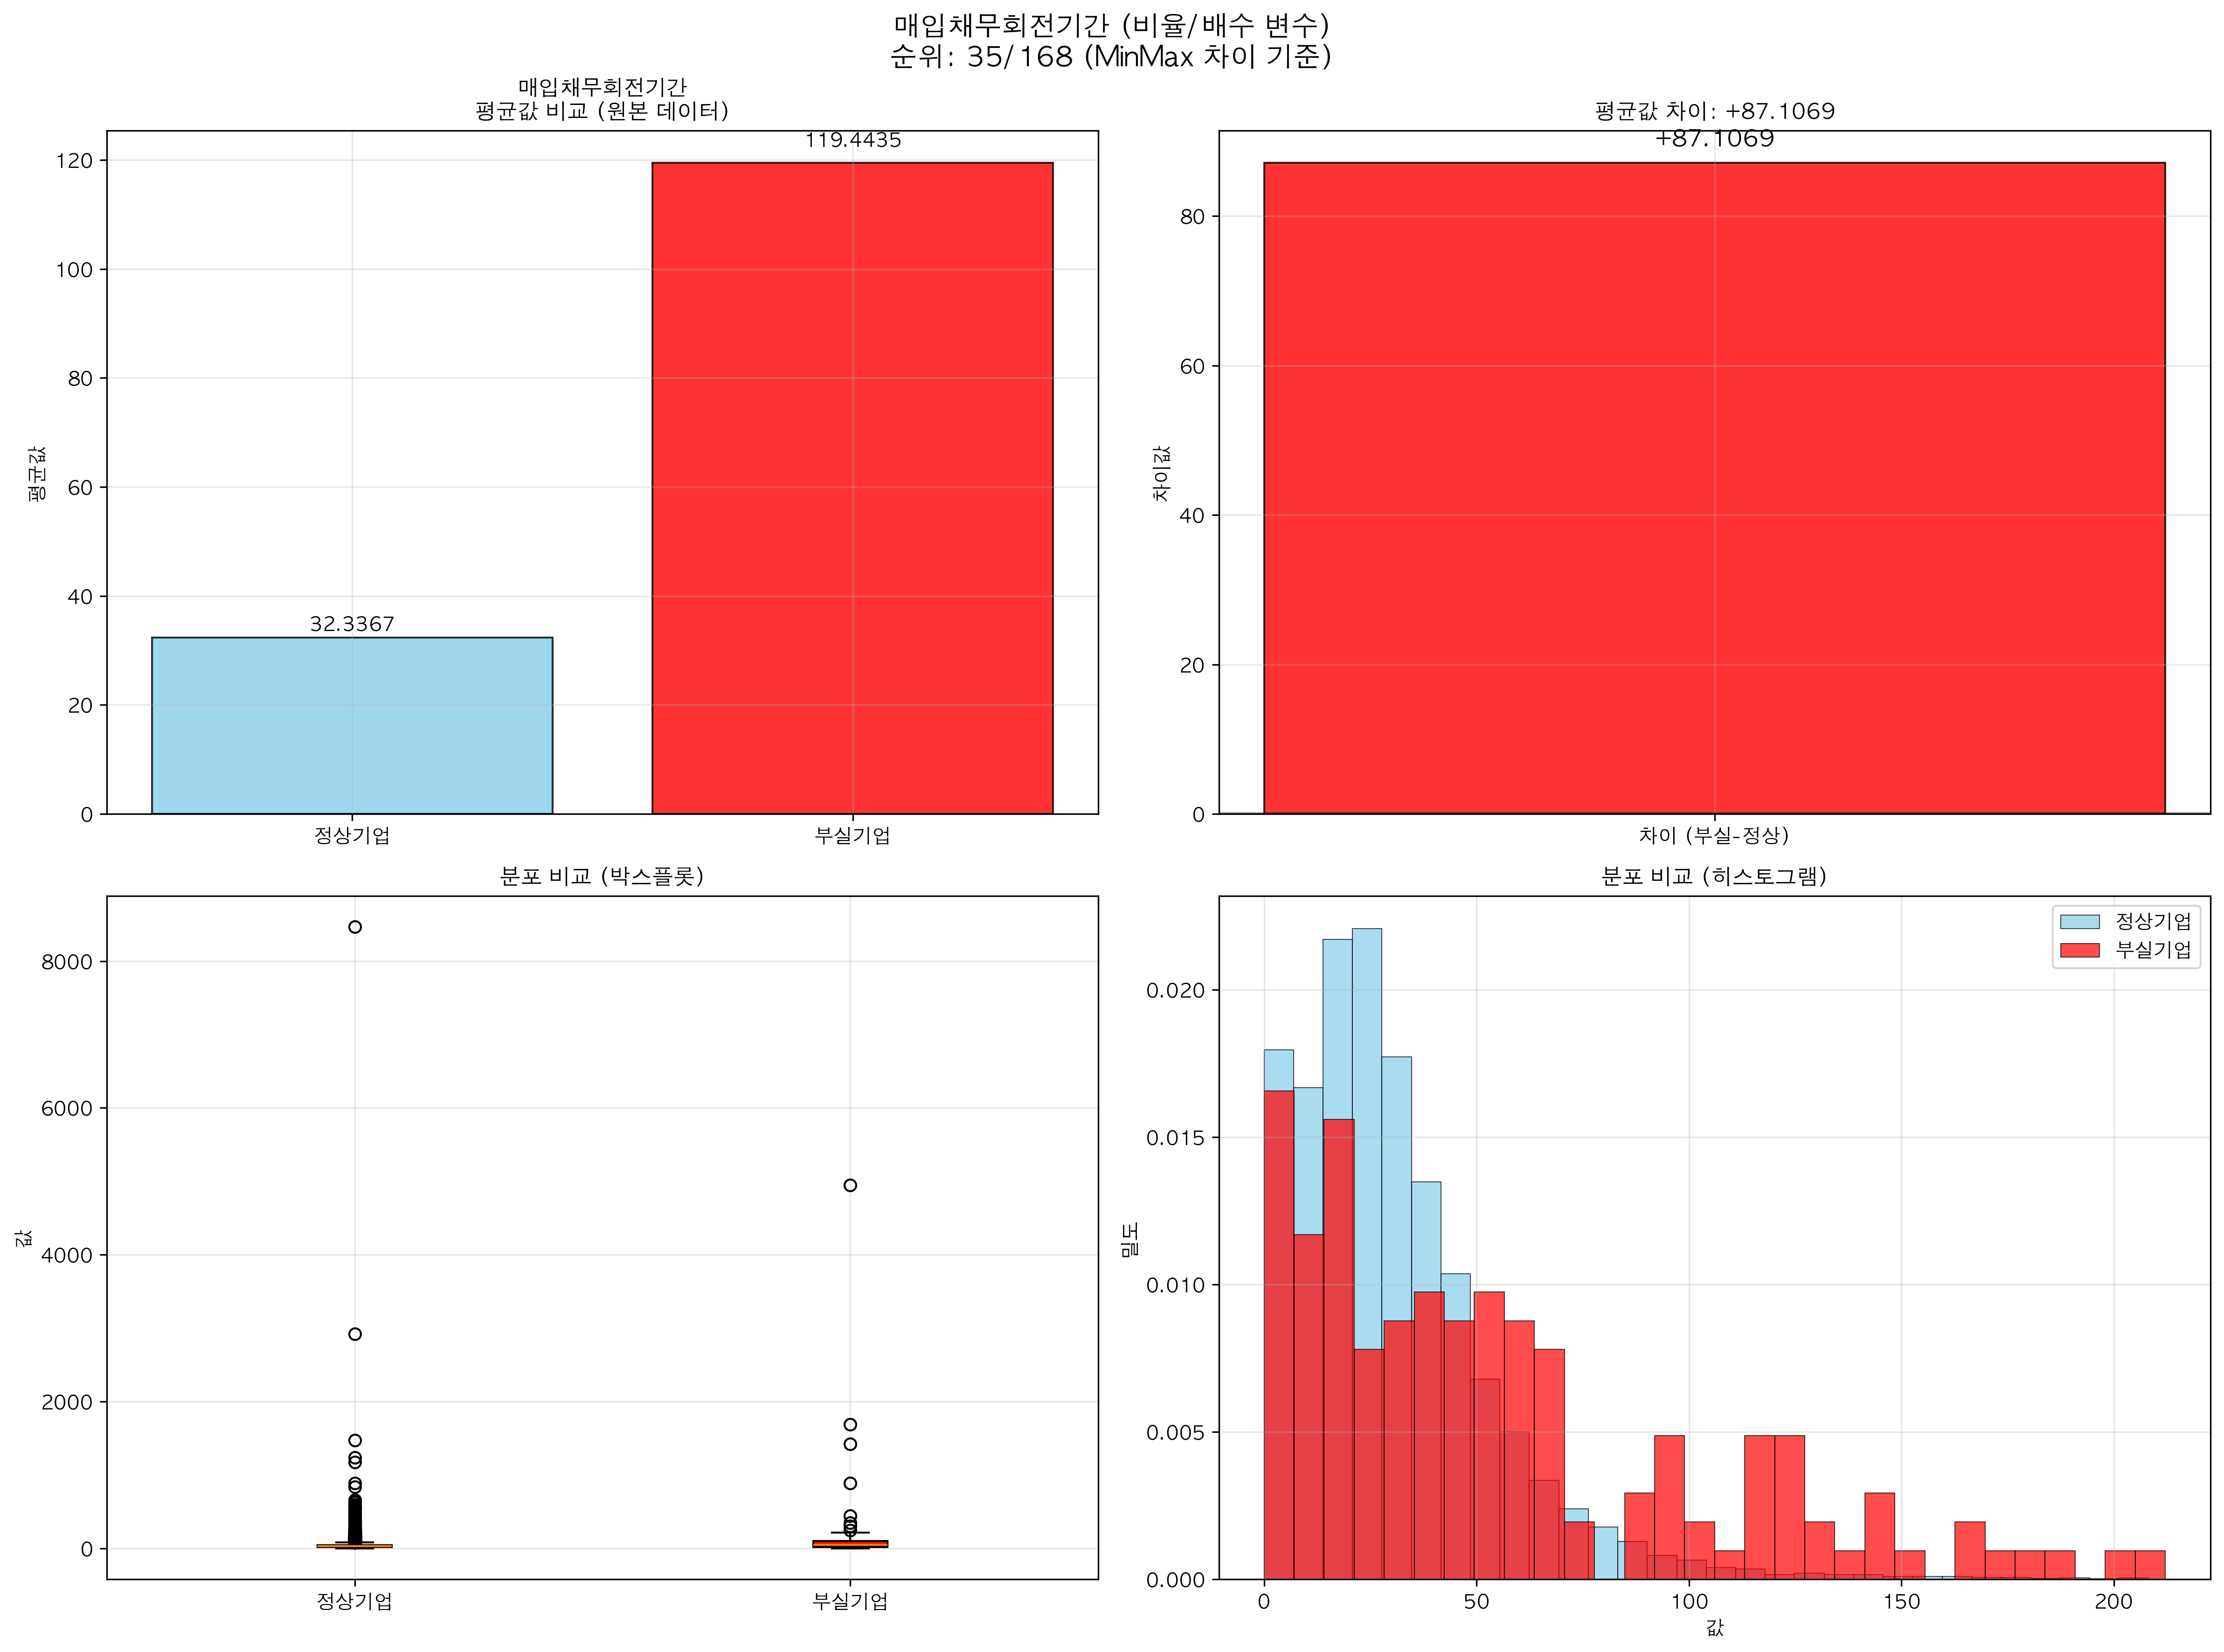 매입채무회전기간 (비율/배수 변수)
순위: 35/168 (MinMax 차이 기준)
매입채무회전기간
평균값 비교 (원본 데이터)
평균값
120
100
80
60
40
20
0
119.4435
32.3367
정상기업
부실기업
평균값 차이: +87.1069
+87.1069
차이값
80
60
40
20
0
차이 (부실-정상)
분포 비교 (박스플롯)
값
8000
6000
4000
2000
0
정상기업
부실기업
분포 비교 (히스토그램)
정상기업
부실기업
밀도
0.020
0.015
0.010
0.005
0.000
0
50
100
150
200
값